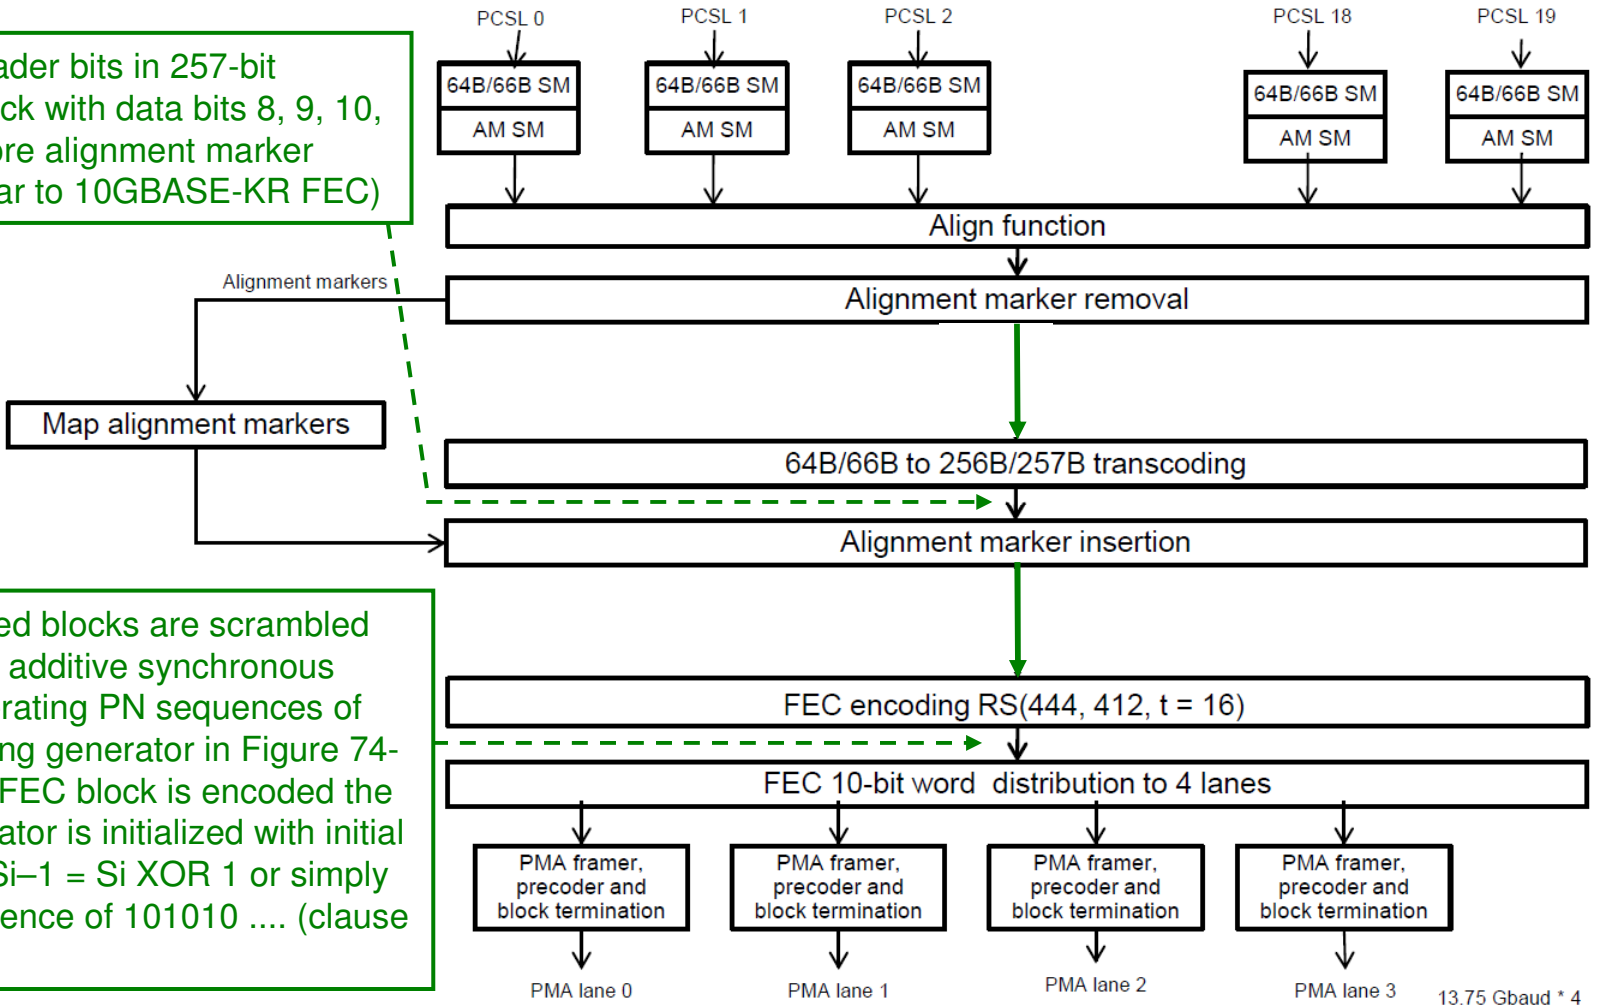 PCSL 0
PCSL 1
PCSL 2
PCSL 18
PCSL 19
ader bits in 257-bit
ck with data bits 8, 9, 10,
ore alignment marker
ar to 10GBASE-KR FEC)
64B/66B SM
AM SM
64B/66B SM
AM SM
64B/66B SM
AM SM
64B/66B SM
AM SM
64B/66B SM
AM SM
Align function
Alignment markers
Alignment marker removal
Map alignment markers
64B/66B to 256B/257B transcoding
Alignment marker insertion
ed blocks are scrambled
additive synchronous
rating PN sequences of
ng generator in Figure 74-
FEC block is encoded the
ator is initialized with initial
Si–1 = Si XOR 1 or simply
ence of 101010 .... (clause
FEC encoding RS(444, 412, t = 16)
FEC 10-bit word distribution to 4 lanes
PMA framer,
precoder and
block termination
PMA framer,
precoder and
block termination
PMA framer,
precoder and
block termination
PMA framer,
precoder and
block termination
PMA lane 0
PMA lane 1
PMA lane 2
PMA lane 3
13.75 Gbaud * 4